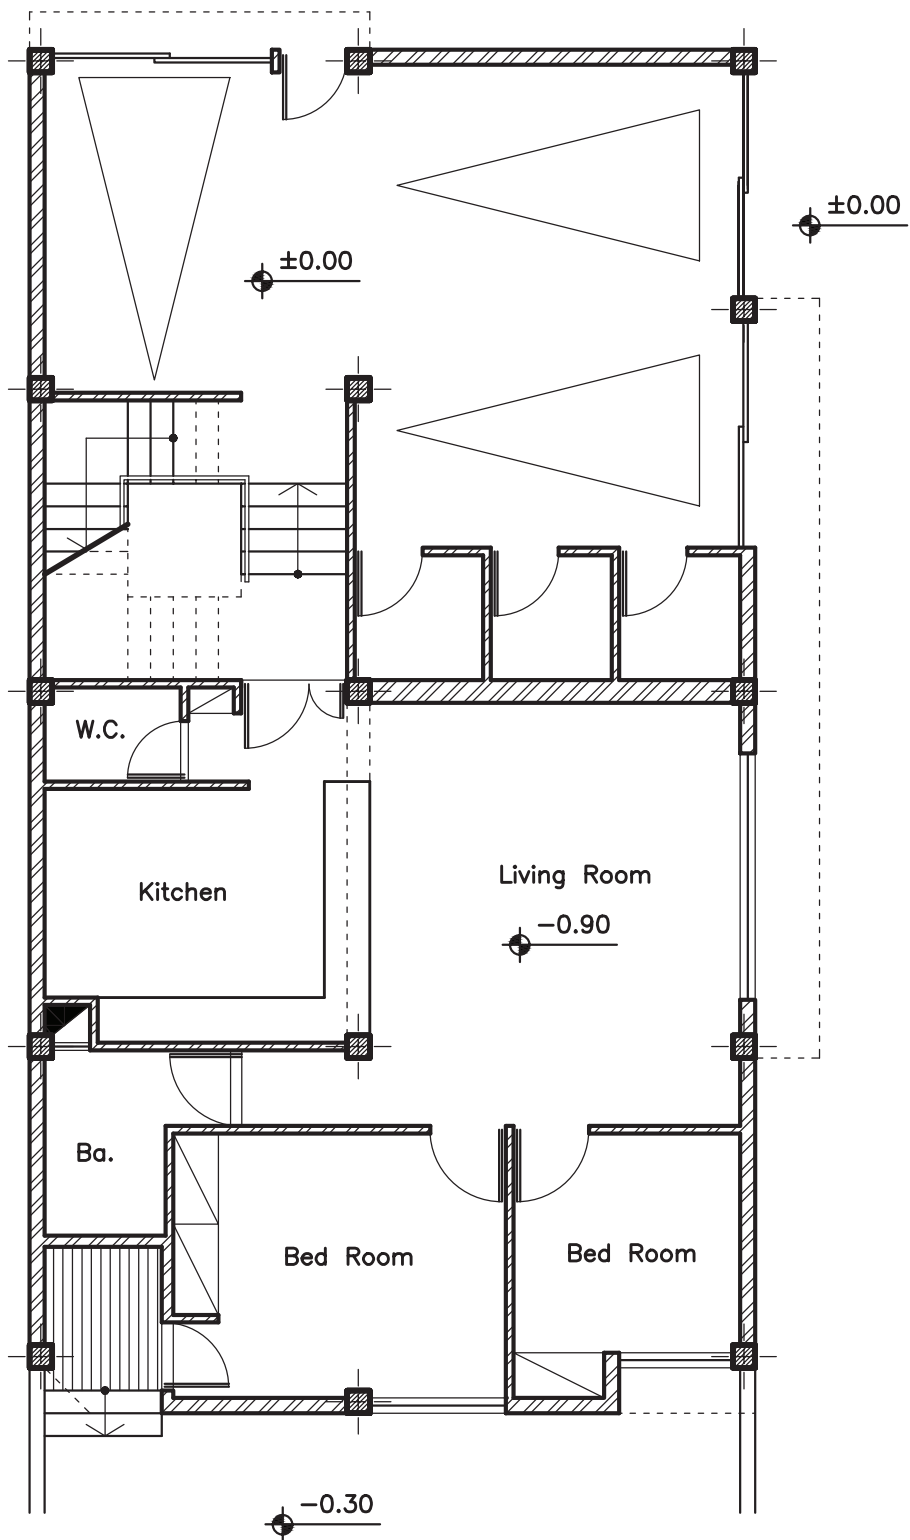 ±0.00
±0.00
W.C.
Kitchen
Living Room
-0.90
Ba.
Bed Room
Bed Room
-0.30